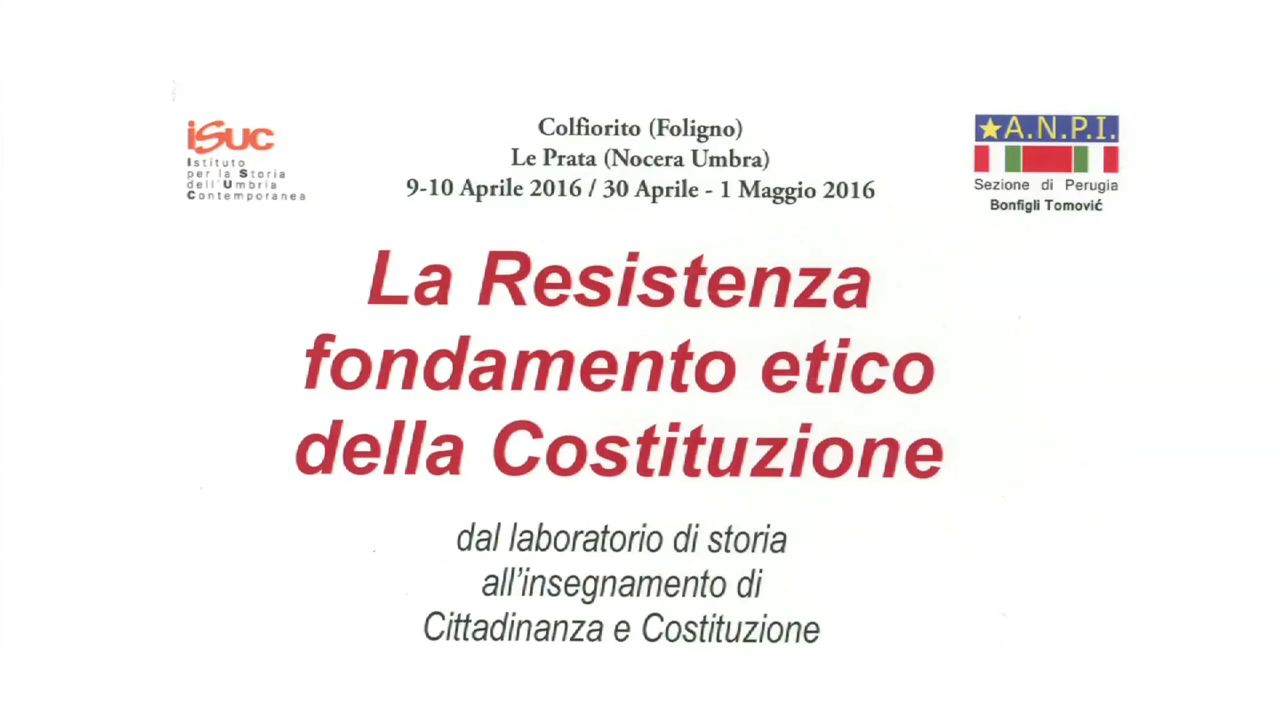 iSUC
Istituto
per la Storia
dell'Umbria
Contemporanea
Colfiorito (Foligno)
Le Prata (Nocera Umbra)
9-10 Aprile 2016 / 30 Aprile - 1 Maggio 2016
A.N.P.I.
Sezione di Perugia
Bonfigli Tomović
La Resistenza
fondamento etico
della Costituzione
dal laboratorio di storia
all'insegnamento di
Cittadinanza e Costituzione